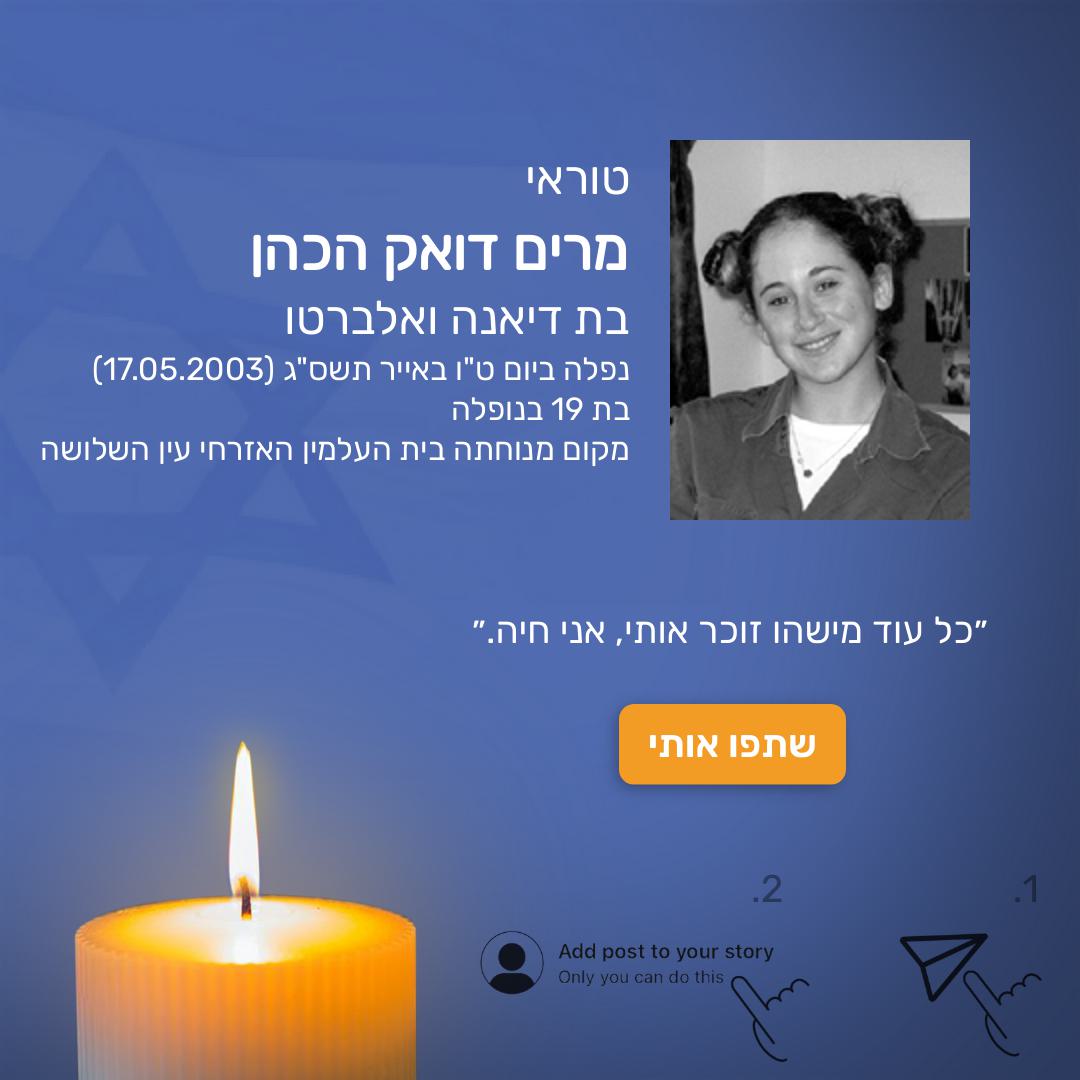 טוראי
מרים דואק הכהן
בת דיאנה ואלברטו
נפלה ביום ט"ו באייר תשס"ג (17.05.2003)
בת 19 בנופלה
מקום מנוחתה בית העלמין האזרחי עין השלושה
״כל עוד מישהו זוכר אותי, אני חיה.״
שתפו אותי
1.
2.
Add post to your story
Only you can do this